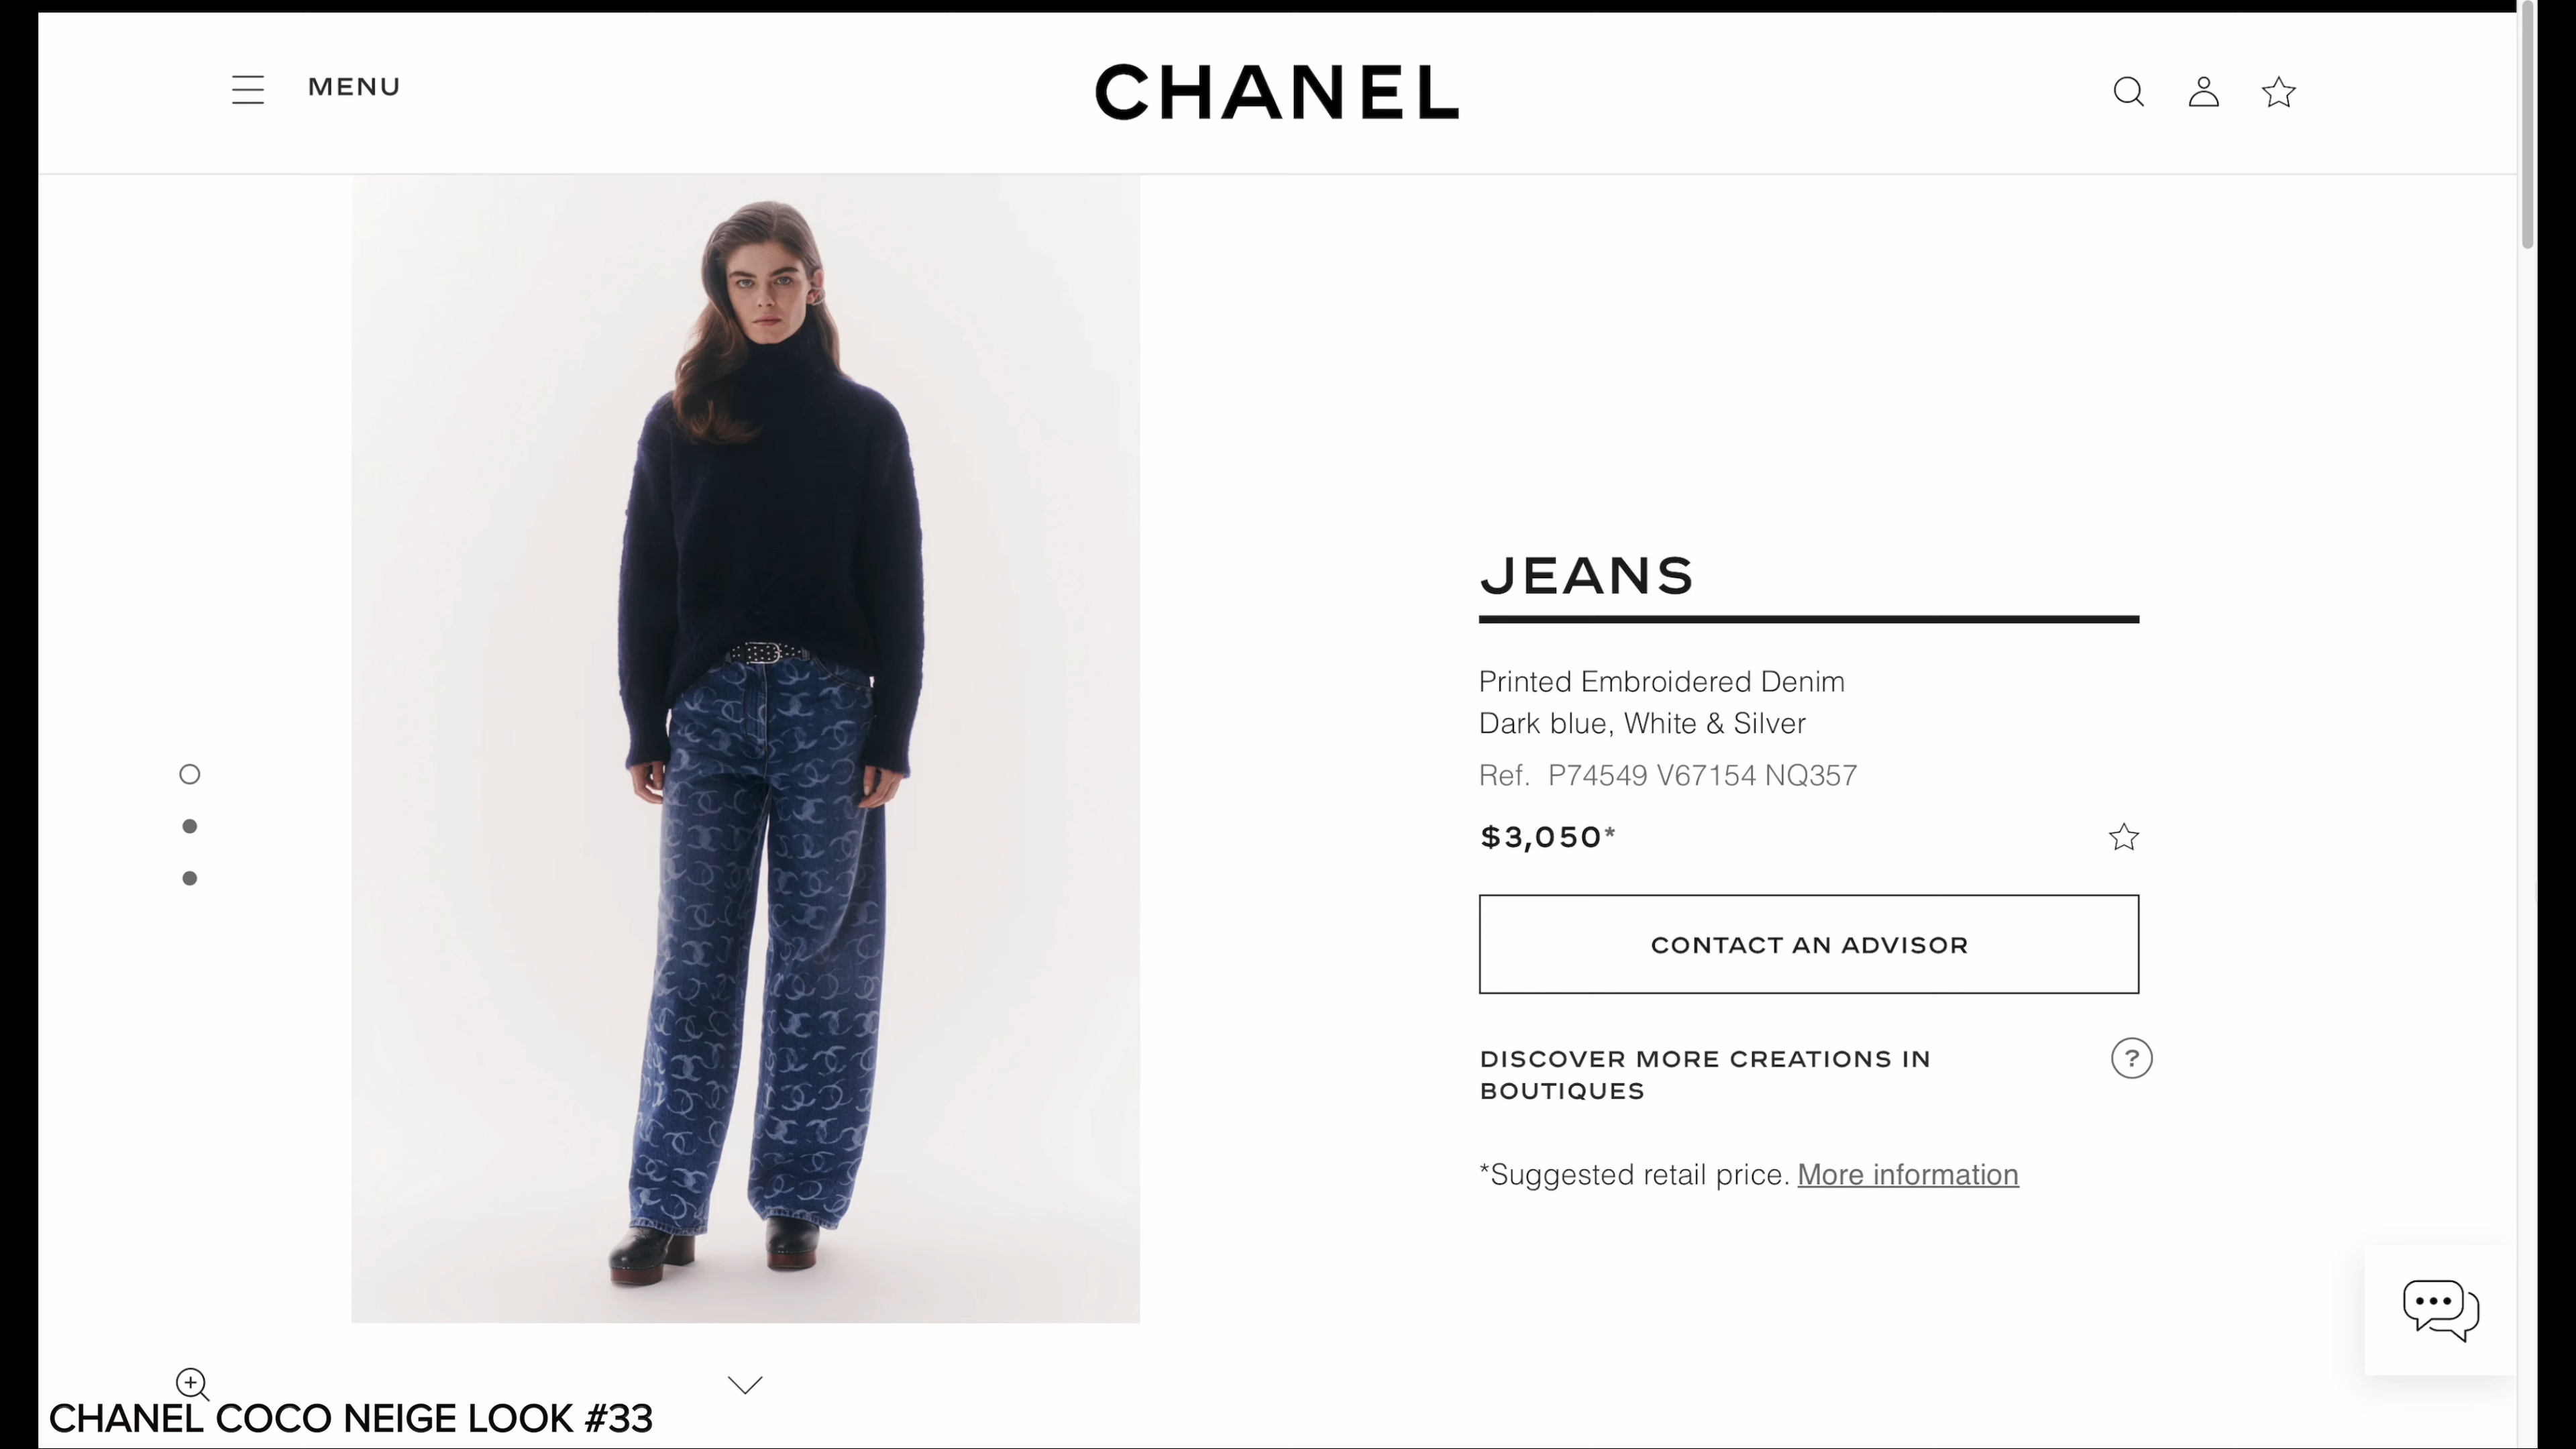 MENU
CHANEL
JEANS
Printed Embroidered Denim
Dark blue, White & Silver
Ref. P74549 V67154 NQ357
$3,050*
CONTACT AN ADVISOR
DISCOVER MORE CREATIONS IN
BOUTIQUES
?
*Suggested retail price. More information
CHANEL COCO NEIGE LOOK #33